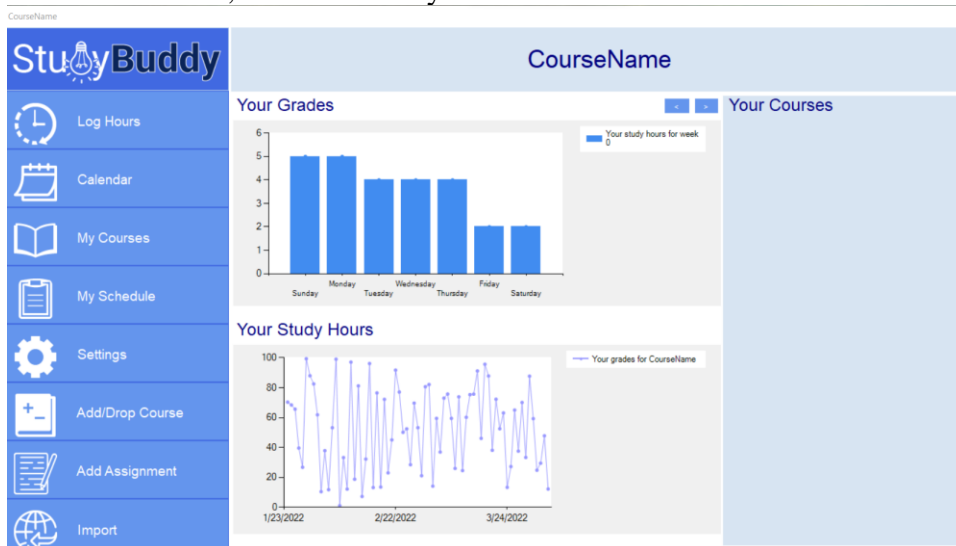 CourseName
StudyBuddy
CourseName
Log Hours
Calendar
My Courses
My Schedule
Settings
Add/Drop Course
Add Assignment
Import
Your Grades
< >
Your study hours for week
0
6
5
4
3
2
1
0
Sunday Monday Tuesday Wednesday Thursday Friday Saturday
Your Study Hours
Your grades for CourseName
100
80
60
40
20
0
1/23/2022 2/22/2022 3/24/2022
Your Courses